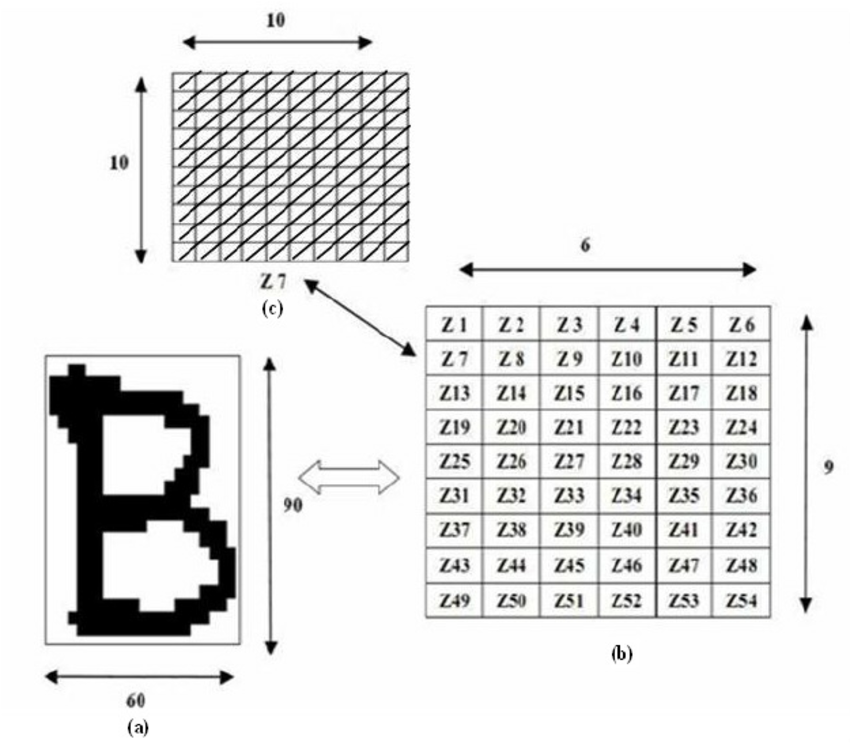 10
10
Z 7
(c)
6
Z 1 Z 2 Z 3 Z 4 Z 5 Z 6
Z 7 Z 8 Z 9 Z10 Z11 Z12
Z13 Z14 Z15 Z16 Z17 Z18
Z19 Z20 Z21 Z22 Z23 Z24
Z25 Z26 Z27 Z28 Z29 Z30
Z31 Z32 Z33 Z34 Z35 Z36
Z37 Z38 Z39 Z40 Z41 Z42
Z43 Z44 Z45 Z46 Z47 Z48
Z49 Z50 Z51 Z52 Z53 Z54
9
(b)
B
90
60
(a)